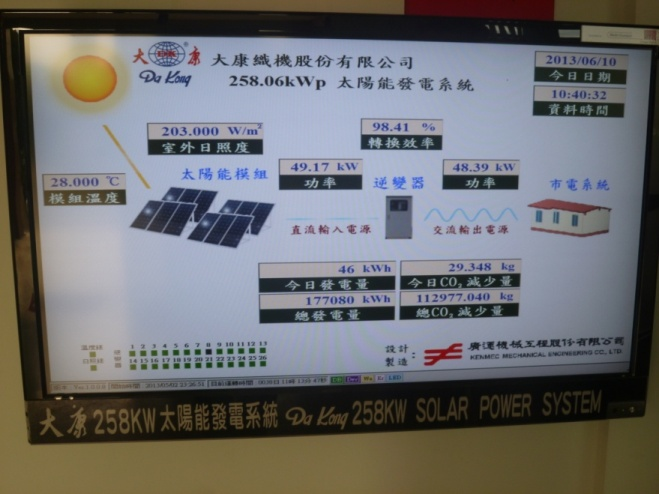 大康
DK
Da Kong
大康織機股份有限公司
258.06kWp 太陽能發電系統
2013/06/10
今日日期
10:40:32
資料時間
203.000 W/m²
室外日照度
98.41 %
轉換效率
28.000 ℃
模組溫度
太陽能模組
49.17 kW
功率
逆變器
48.39 kW
功率
市電系統
直流輸入電源
交流輸出電源
46 kWh
今日發電量
29.348 kg
今日CO₂減少量
177080 kWh
總發電量
112977.040 kg
總CO₂減少量
1 2 3 4 5 6 7 8 9 10 11 12 13
14 15 16 17 18 19 20 21 22 23 24 25 26
設計
製造 :
廣運機械工程股份有限公司
KENMEC MECHANICAL ENGINEERING CO., LTD.
大康 258KW 太陽能發電系統 Da Kong 258KW SOLAR POWER SYSTEM